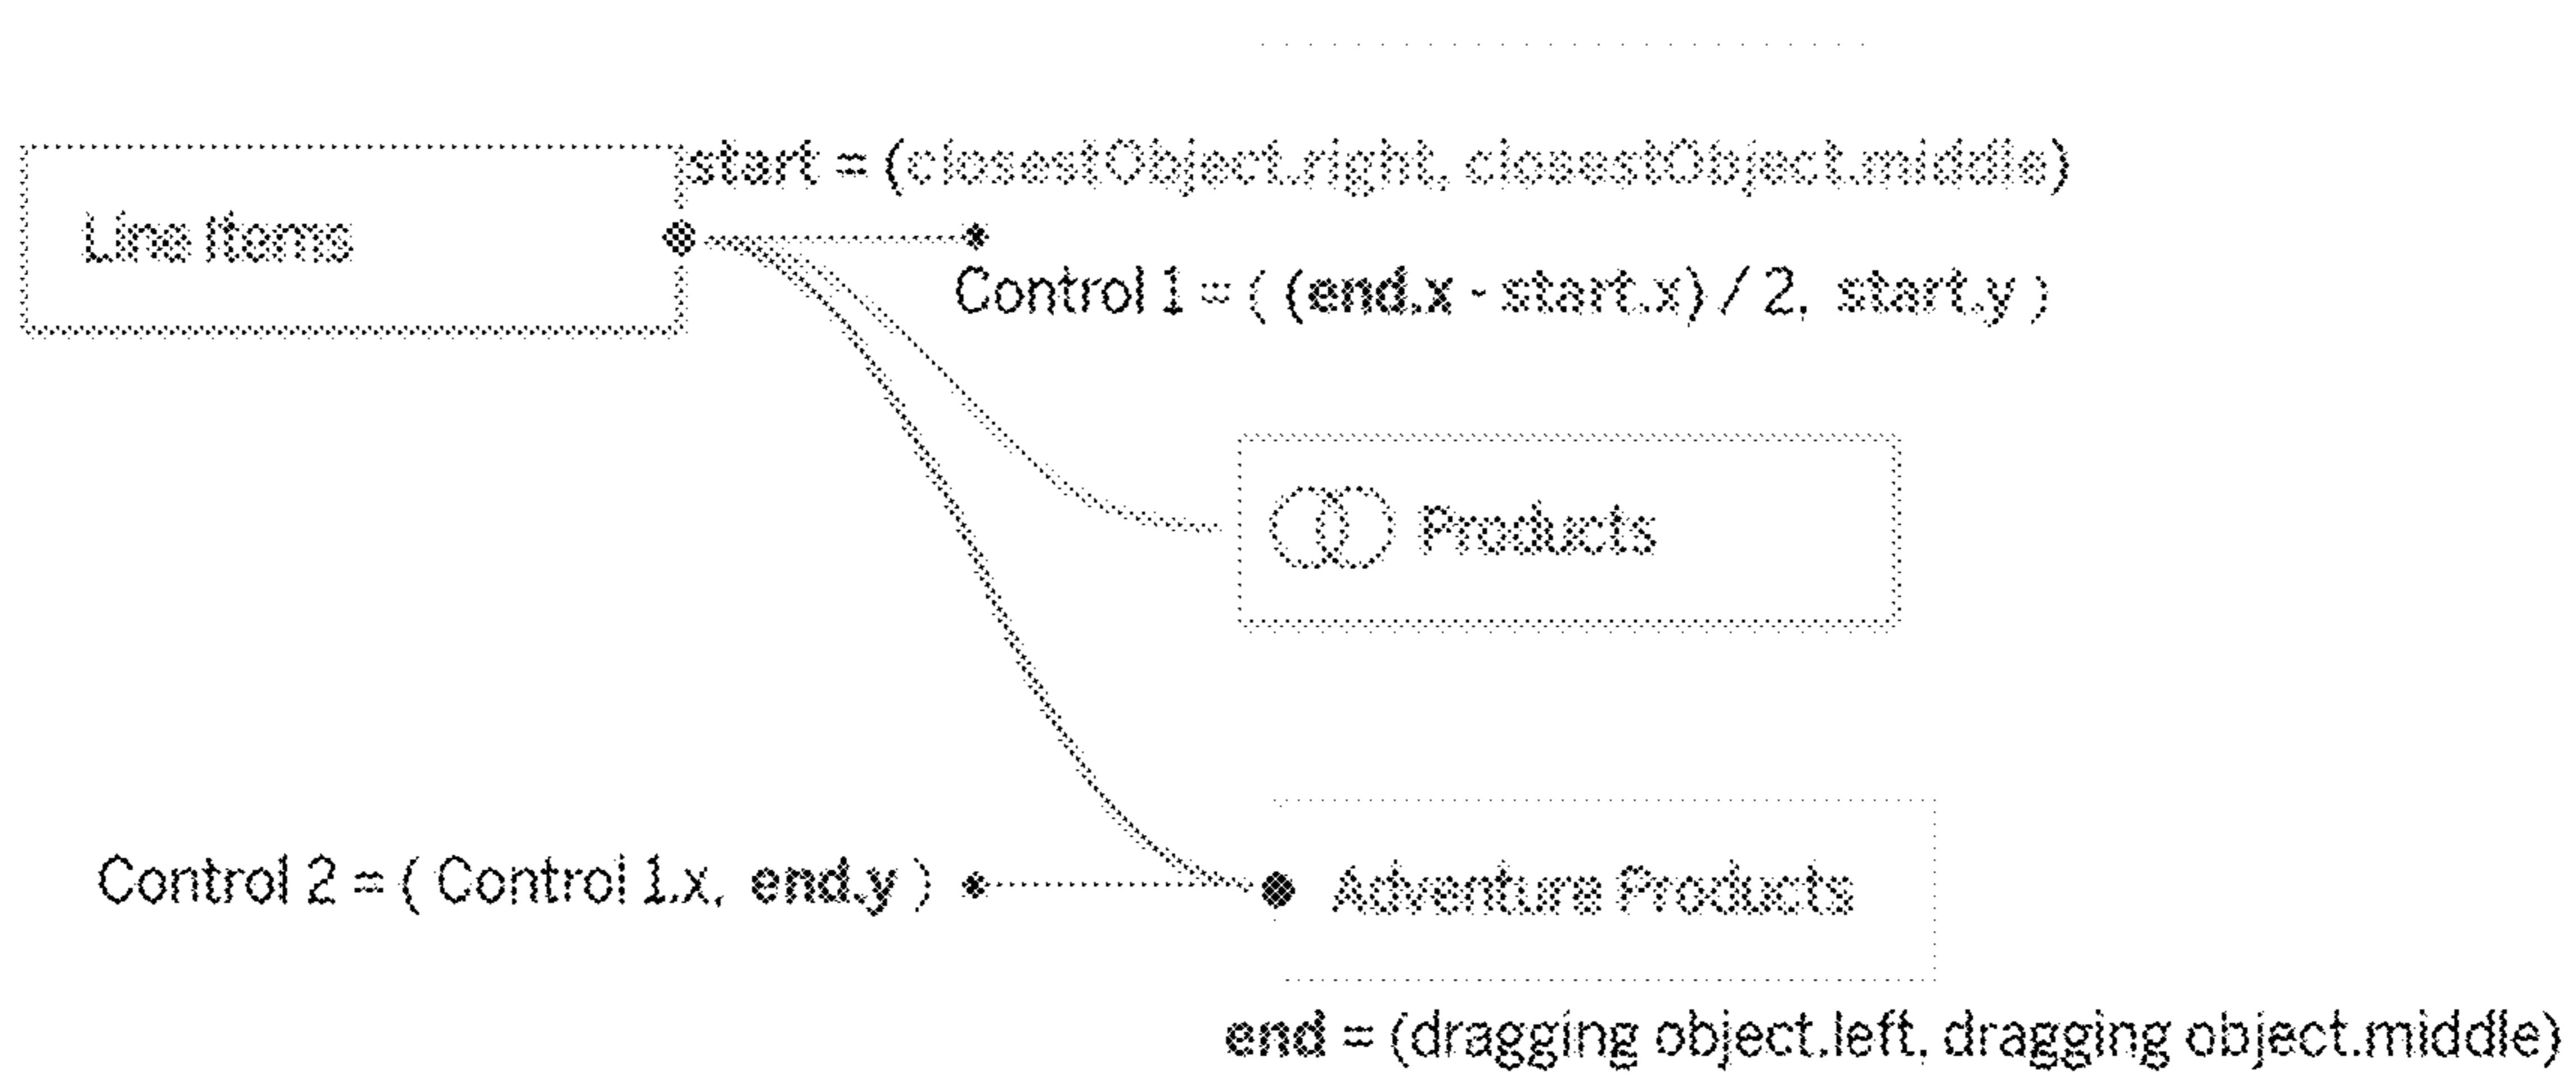 start = (closestObject.right, closestObject.middle)
Line Items
Control 1 = ( (end.x - start.x) / 2, start.y )
Products
Control 2 = ( Control 1.x, end.y )
Adventure Products
end = (dragging object.left, dragging object.middle)